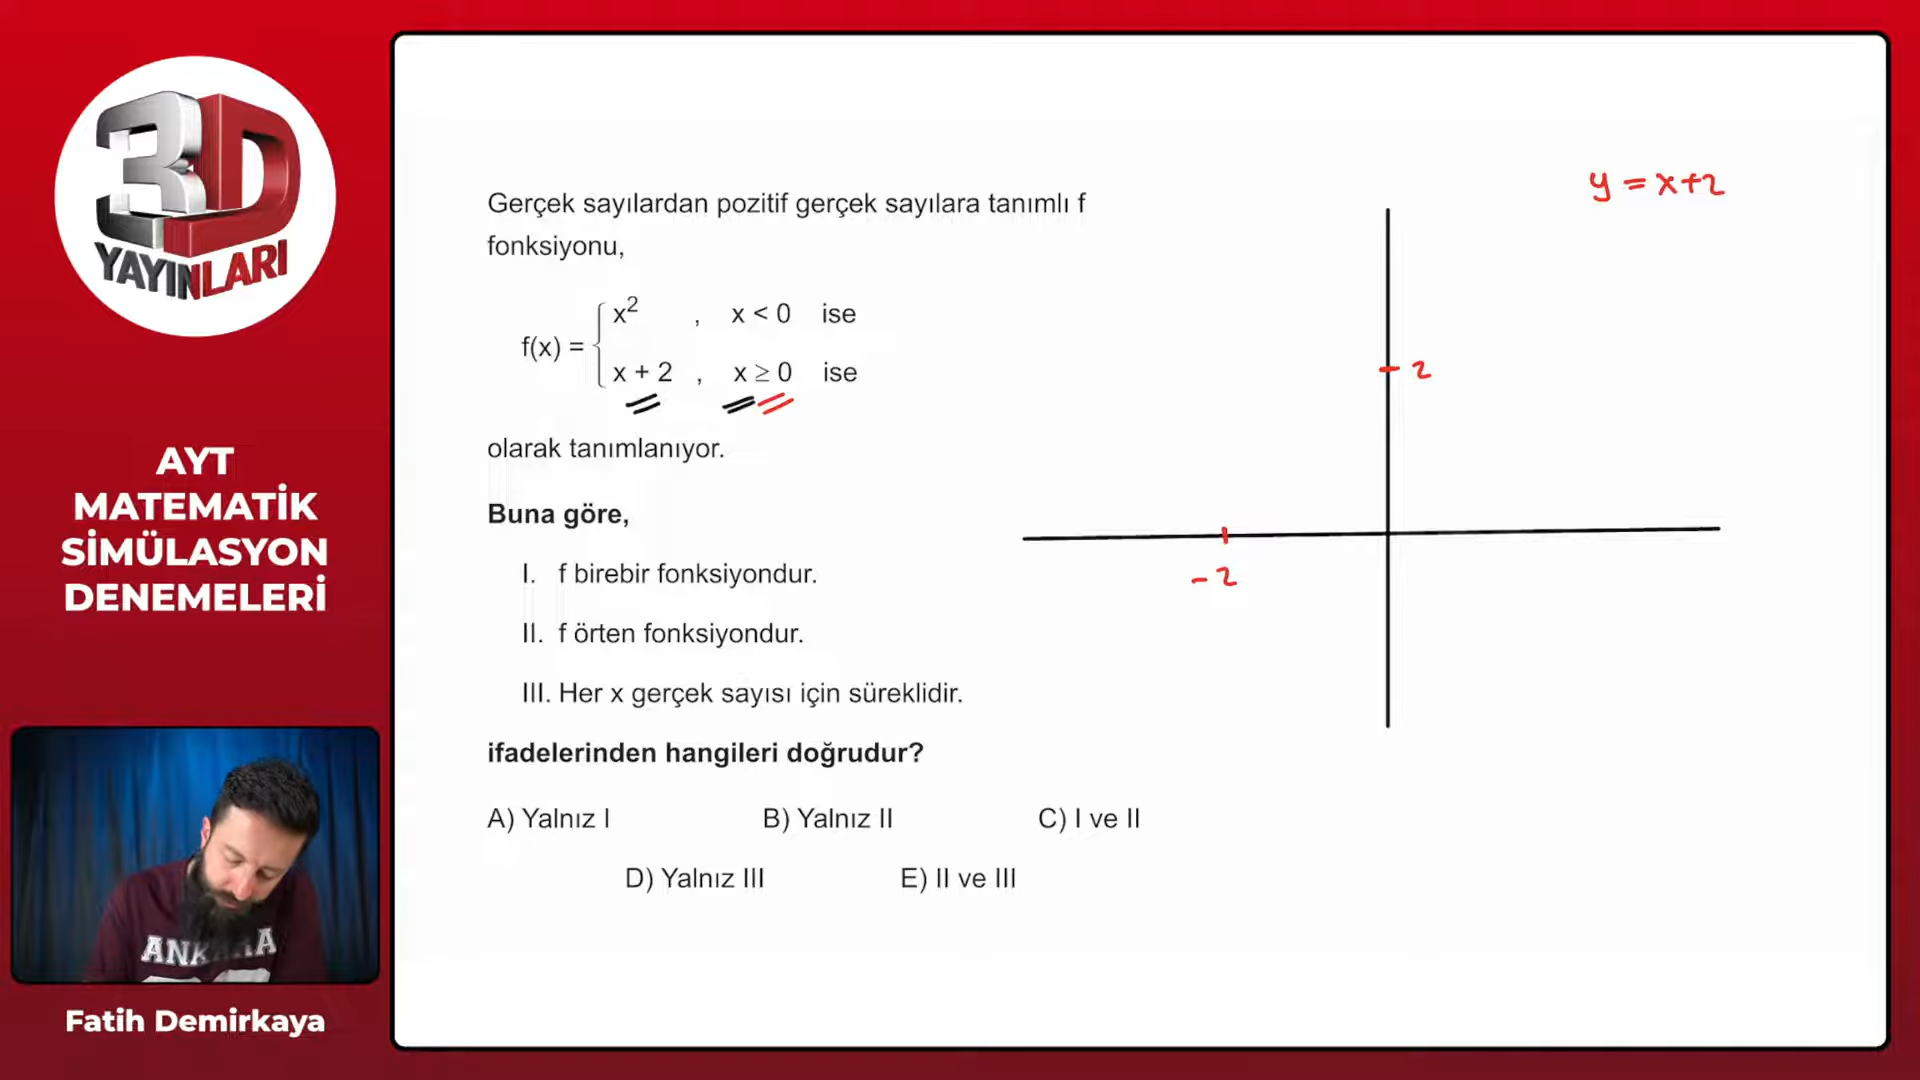 3D
YAYINLARI
AYT
MATEMATİK
SİMÜLASYON
DENEMELERİ
ANKARA
Fatih Demirkaya
Gerçek sayılardan pozitif gerçek sayılara tanımlı f
fonksiyonu,
f(x) = { x² , x < 0 ise
x + 2 , x ≥ 0 ise
olarak tanımlanıyor.
Buna göre,
I. f birebir fonksiyondur.
II. f örten fonksiyondur.
III. Her x gerçek sayısı için süreklidir.
ifadelerinden hangileri doğrudur?
A) Yalnız I B) Yalnız II C) I ve II
D) Yalnız III E) II ve III
y = x+2
2
-2